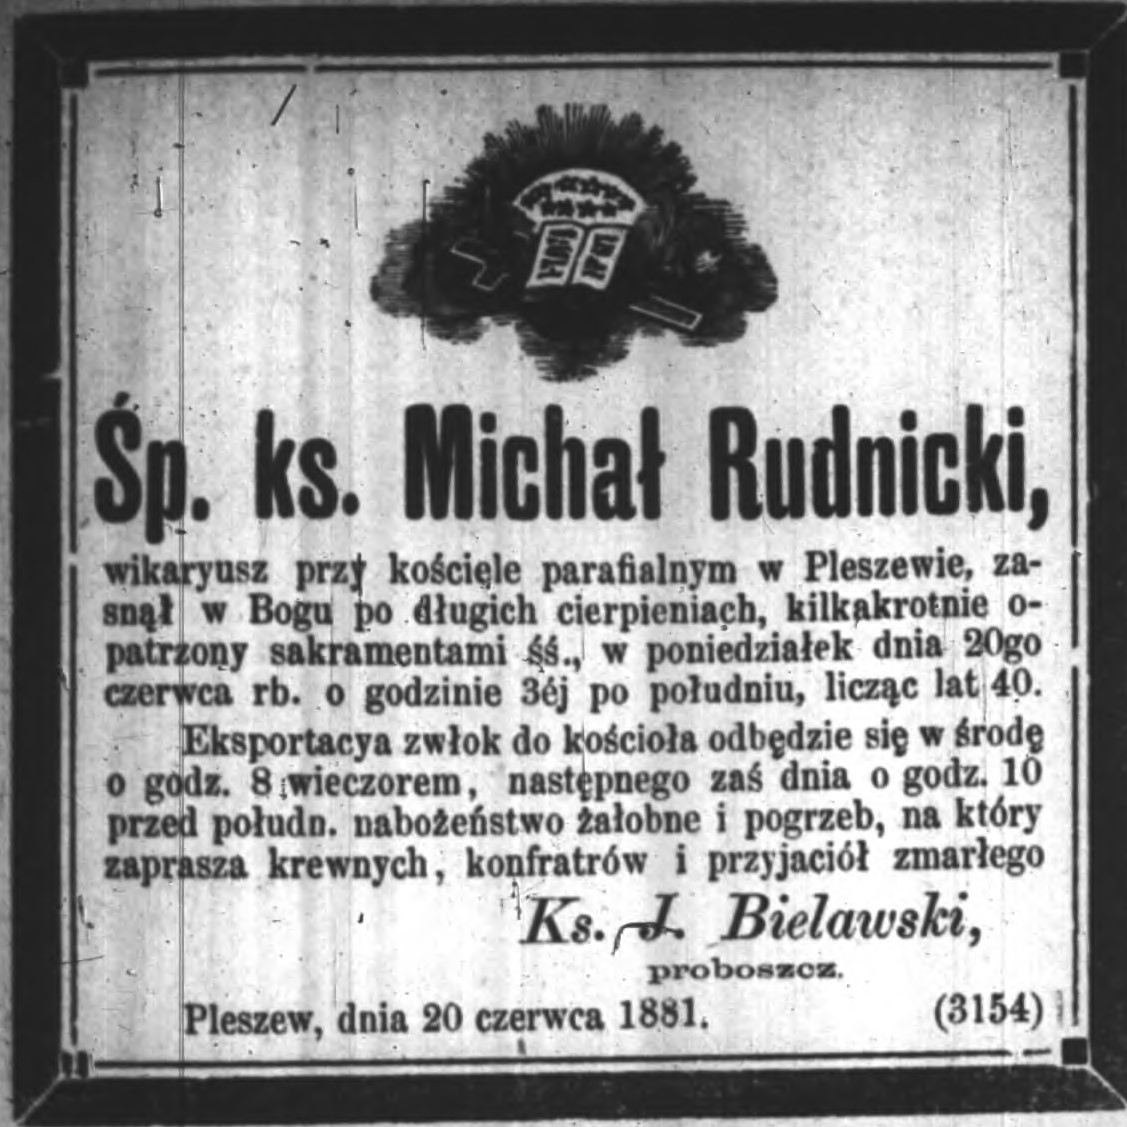 Śp. ks. Michał Rudnicki,
wikaryusz przy kościęle parafialnym w Pleszewie, za-
snął w Bogu po długich cierpieniach, kilkakrotnie o-
patrzony sakramentami śś., w poniedziałek dnia 20go
czerwca rb. o godzinie 3éj po południu, licząc lat 40.
Eksportacya zwłok do kościoła odbędzie się w środę
o godz. 8 wieczorem, następnego zaś dnia o godz. 10
przed połudn. nabożeństwo żałobne i pogrzeb, na który
zaprasza krewnych, konfratrów i przyjaciół zmarłego
Ks. J. Bielawski,
proboszcz.
Pleszew, dnia 20 czerwca 1881. (3154)